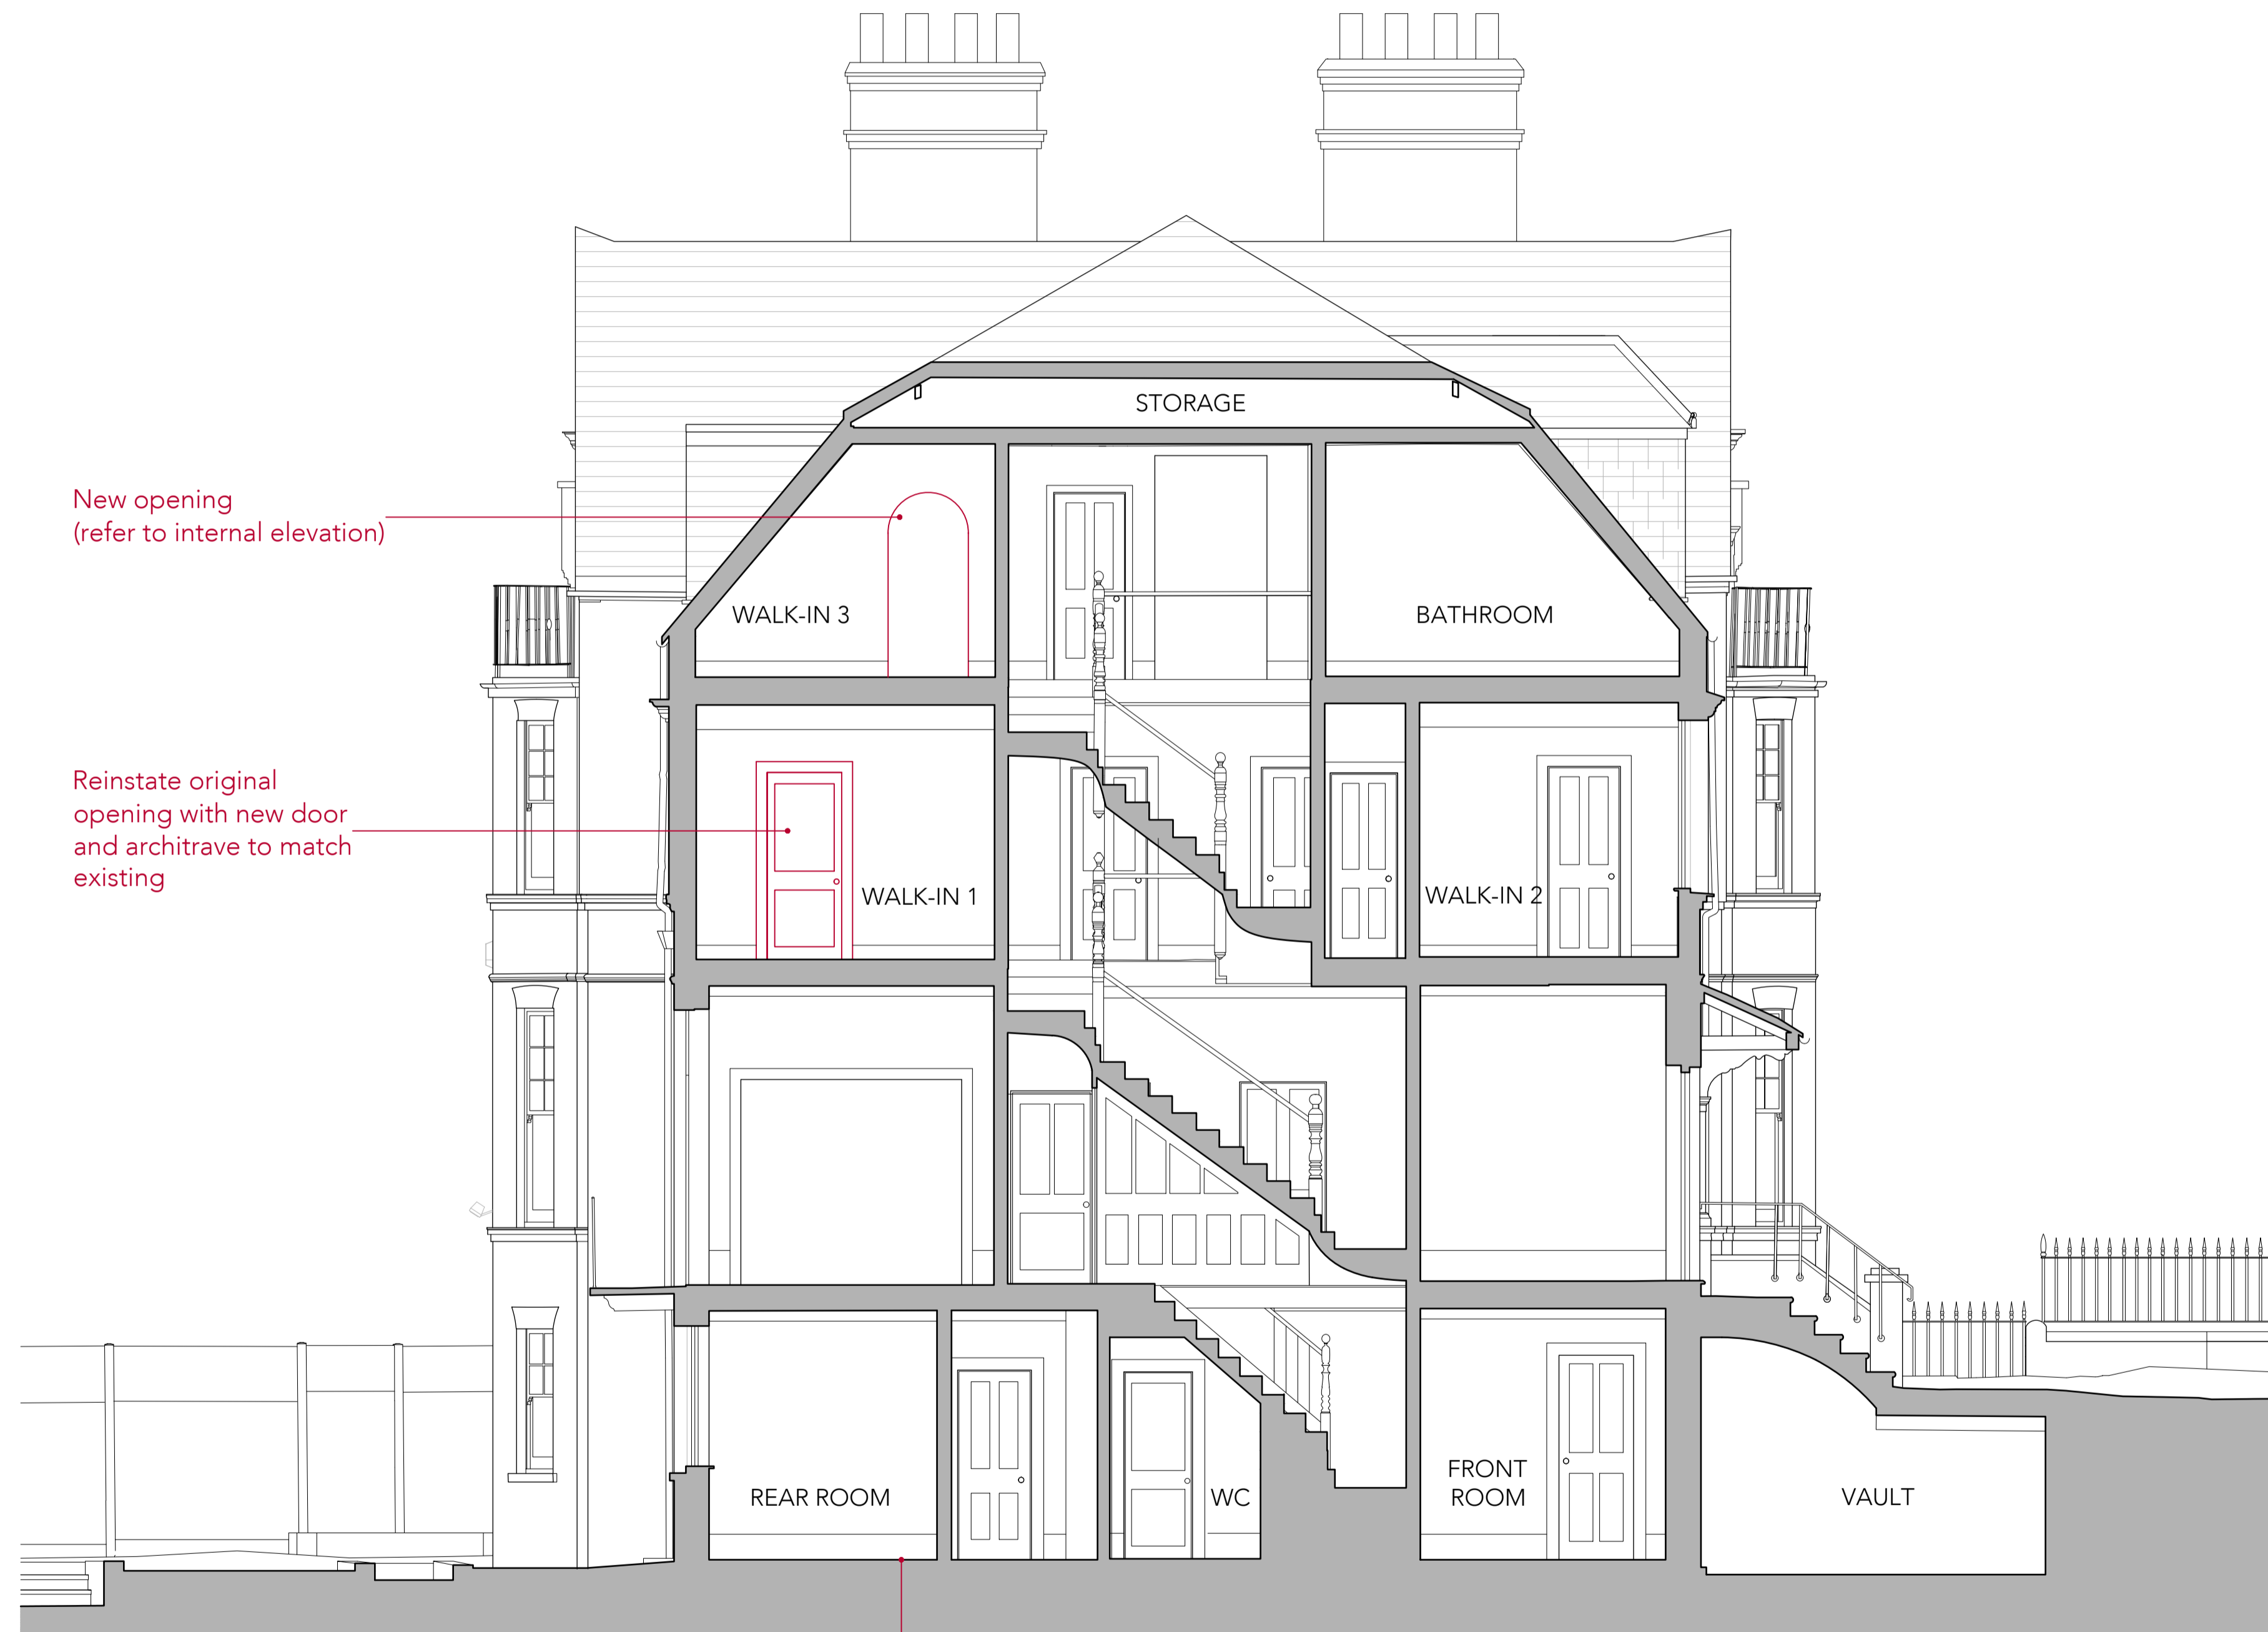 STORAGE
New opening
(refer to internal elevation)
WALK-IN 3
BATHROOM
Reinstate original
opening with new door
and architrave to match
existing
WALK-IN 1
WALK-IN 2
REAR ROOM
WC
FRONT
ROOM
VAULT